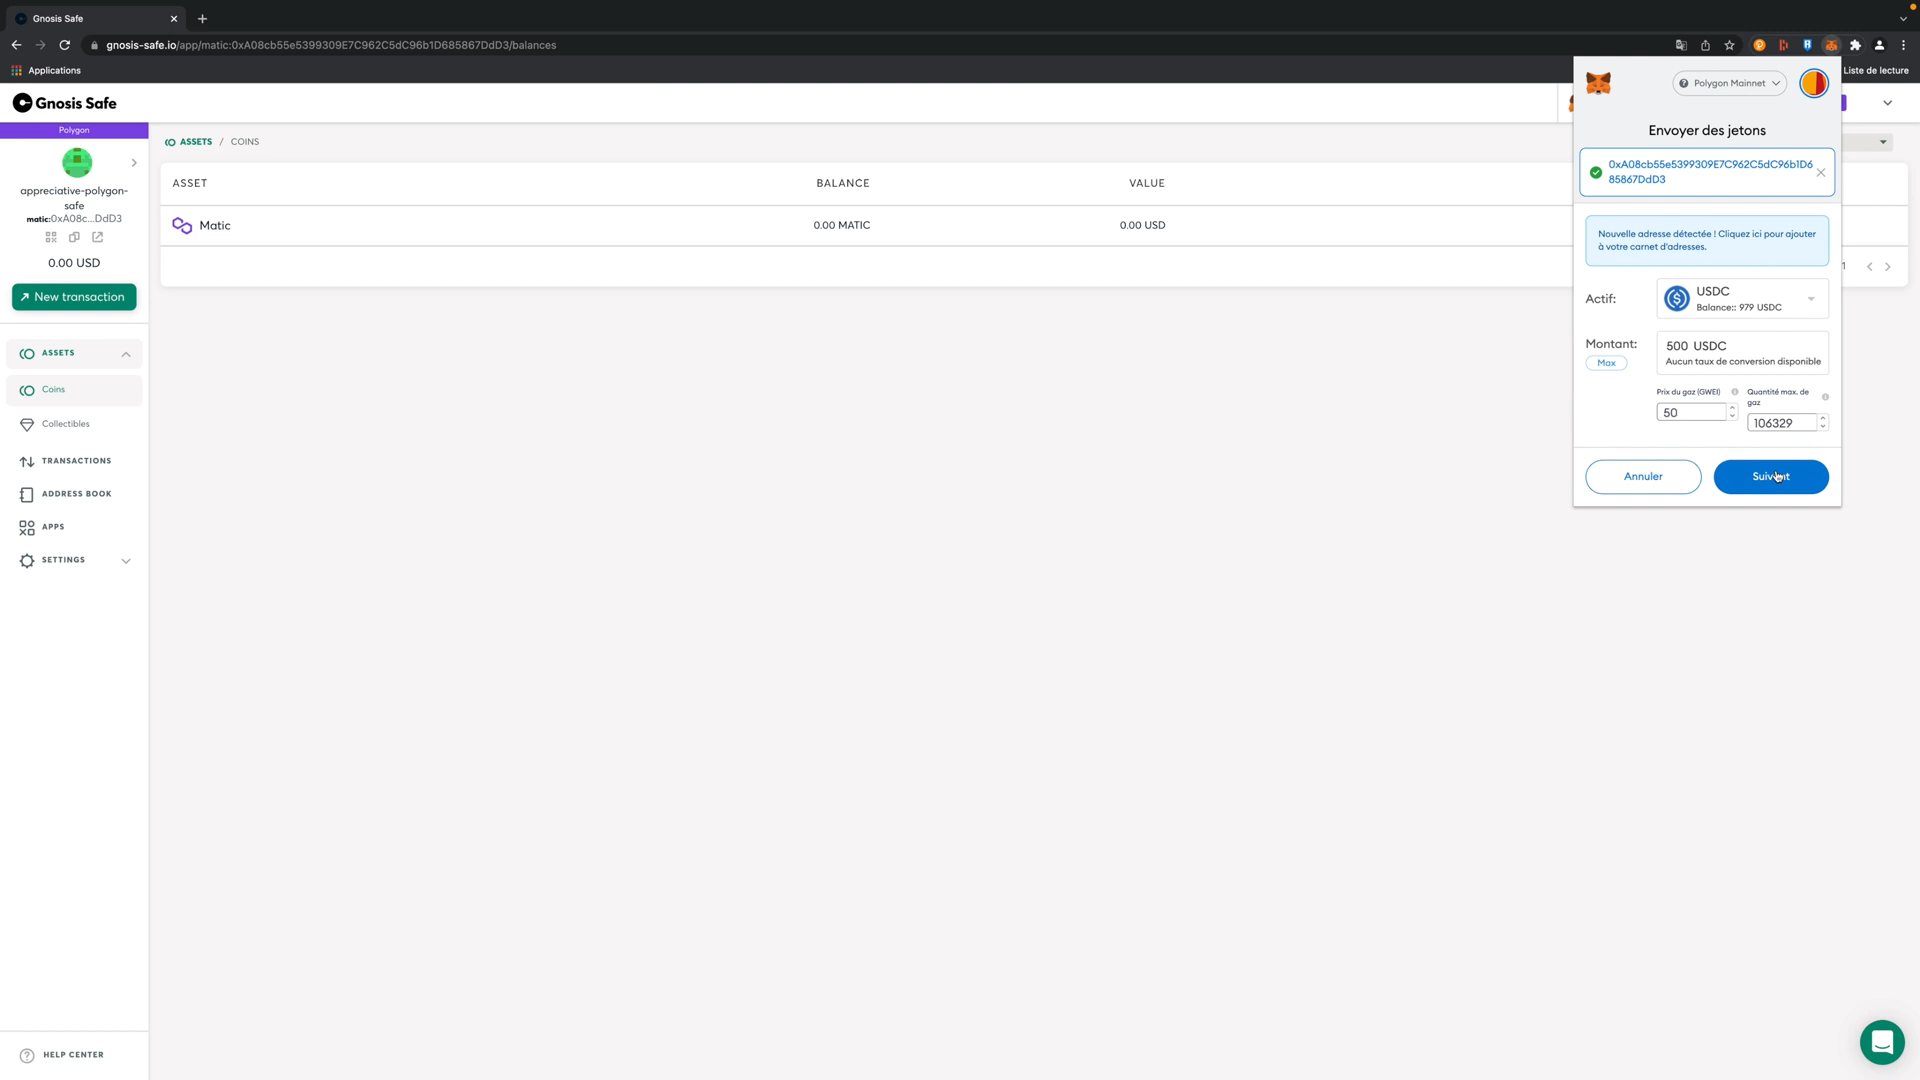 Gnosis Safe
gnosis-safe.io/app/matic:0xA08cb55e5399309E7C962C5dC96b1D685867DdD3/balances
Applications
Liste de lecture
Gnosis Safe
Polygon
appreciative-polygon-
safe
matic:0xA08c...DdD3
0.00 USD
New transaction
ASSETS
Coins
Collectibles
TRANSACTIONS
ADDRESS BOOK
APPS
SETTINGS
HELP CENTER
ASSETS / COINS
ASSET BALANCE VALUE
Matic 0.00 MATIC 0.00 USD
1
Polygon Mainnet
Envoyer des jetons
0xA08cb55e5399309E7C962C5dC96b1D6
85867DdD3
Nouvelle adresse détectée ! Cliquez ici pour ajouter
à votre carnet d'adresses.
Actif:
USDC
Balance:: 979 USDC
Montant:
Max
500 USDC
Aucun taux de conversion disponible
Prix du gaz (GWEI)
50
Quantité max. de
gaz
106329
Annuler
Suivant